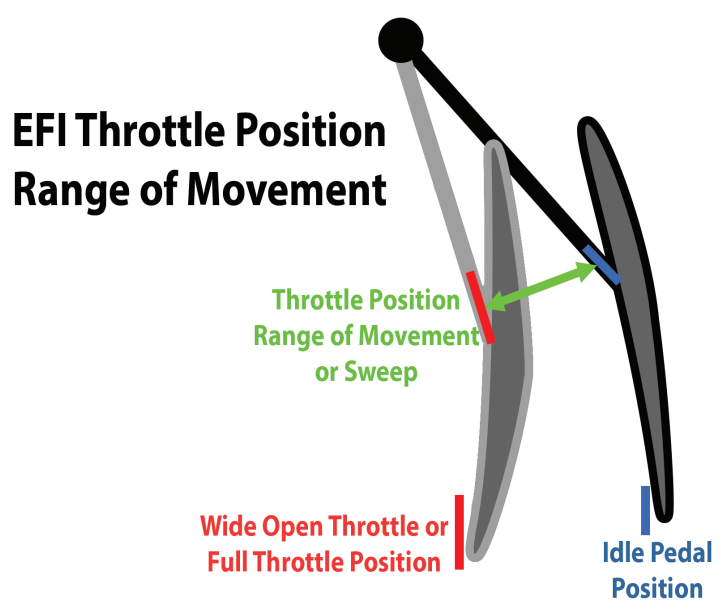 EFI Throttle Position
Range of Movement
Throttle Position
Range of Movement
or Sweep
Wide Open Throttle or
Full Throttle Position
Idle Pedal
Position